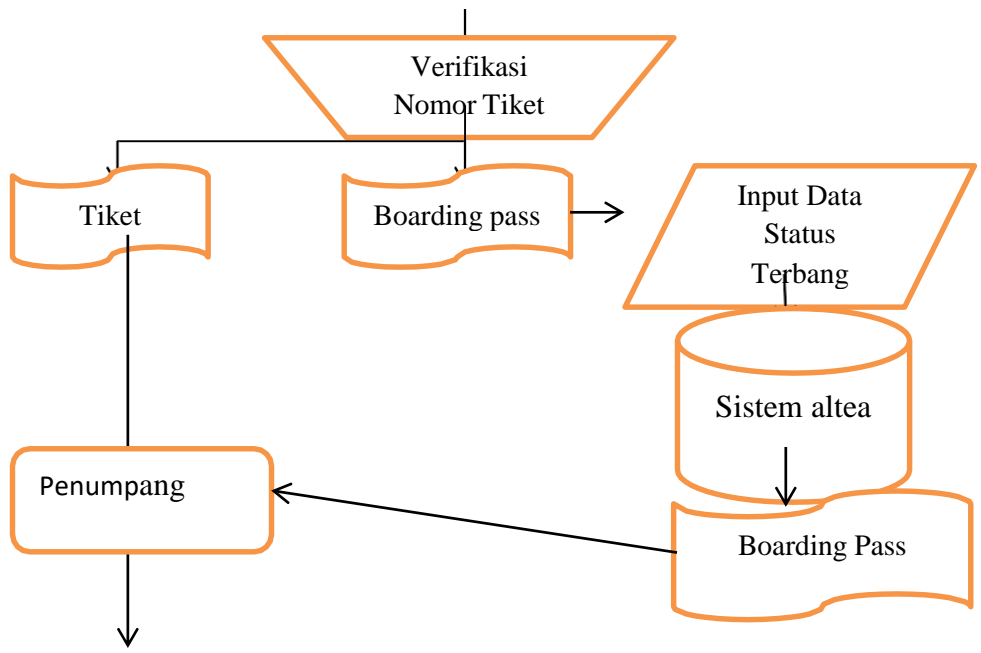 Verifikasi
Nomor Tiket
Tiket
Boarding pass
Input Data
Status
Terbang
Sistem altea
Penumpang
Boarding Pass